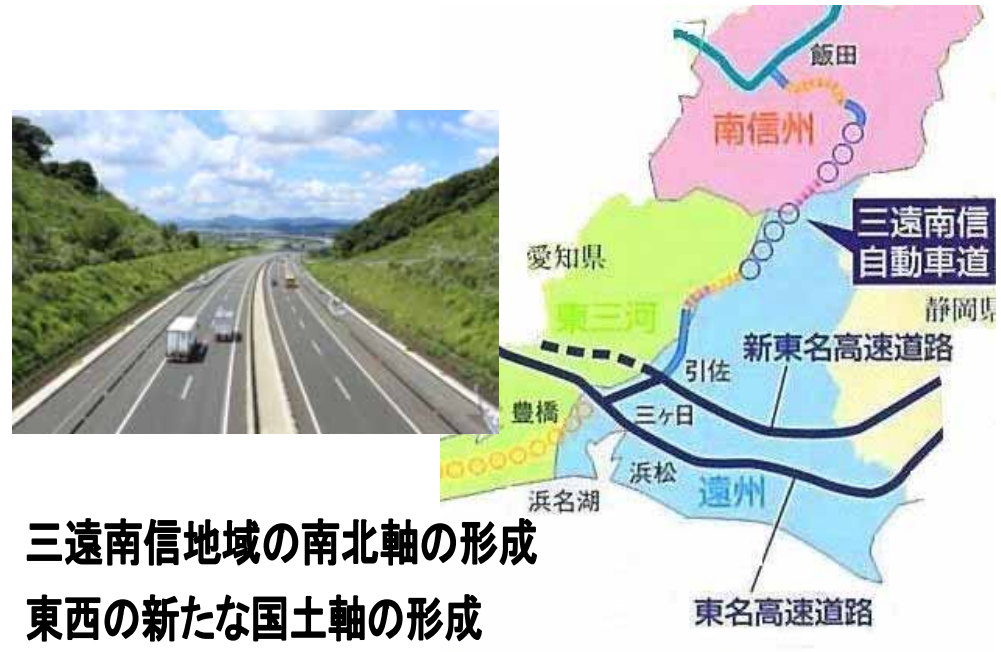 飯田
南信州
三遠南信
自動車道
愛知県
東三河
静岡県
新東名高速道路
引佐
豊橋
三ヶ日
浜松
遠州
浜名湖
三遠南信地域の南北軸の形成
東西の新たな国土軸の形成
東名高速道路